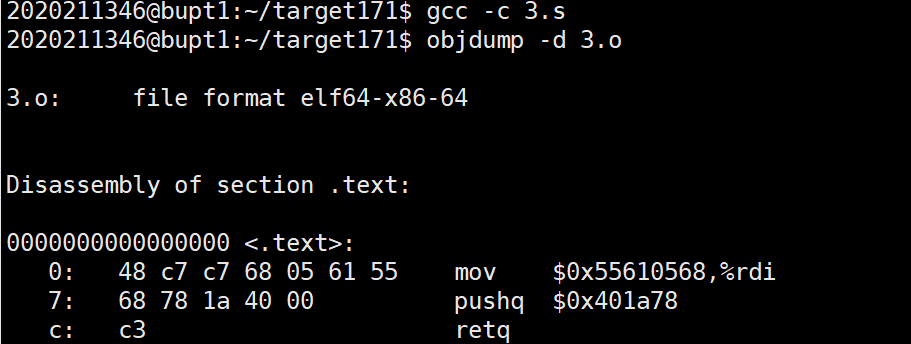 2020211346@bupt1:~/target171$ gcc -c 3.s
2020211346@bupt1:~/target171$ objdump -d 3.o
3.o:     file format elf64-x86-64
Disassembly of section .text:
0000000000000000 <.text>:
   0:   48 c7 c7 68 05 61 55    mov    $0x55610568,%rdi
   7:   68 78 1a 40 00          pushq  $0x401a78
   c:   c3                      retq